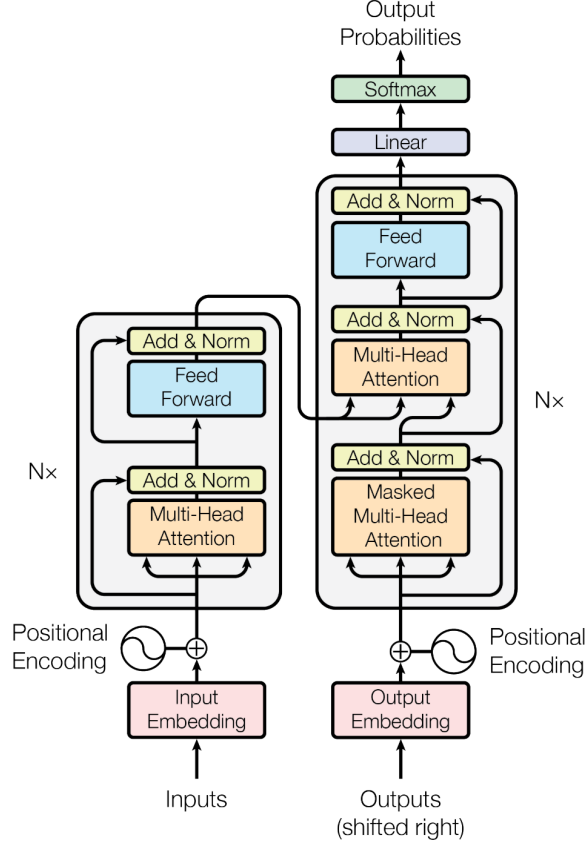 Output
Probabilities
Softmax
Linear
Add & Norm
Feed
Forward
Add & Norm
Multi-Head
Attention
Add & Norm
Masked
Multi-Head
Attention
Nx
Add & Norm
Feed
Forward
Add & Norm
Multi-Head
Attention
N×
Positional
Encoding
Positional
Encoding
Input
Embedding
Output
Embedding
Inputs
Outputs
(shifted right)